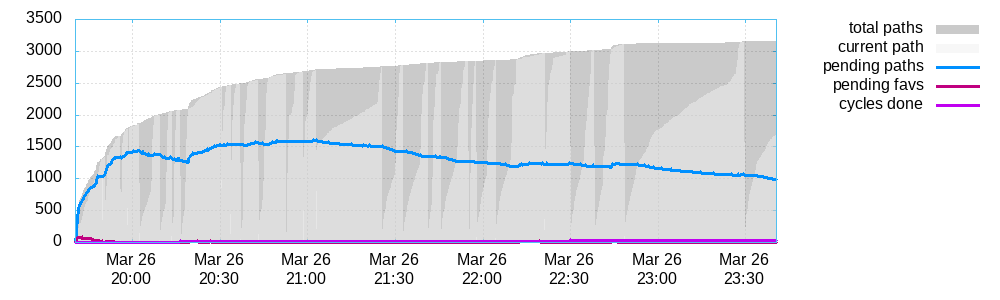 3500
3000
2500
2000
1500
1000
500
0
Mar 26 20:00
Mar 26 20:30
Mar 26 21:00
Mar 26 21:30
Mar 26 22:00
Mar 26 22:30
Mar 26 23:00
Mar 26 23:30
total paths
current path
pending paths
pending favs
cycles done